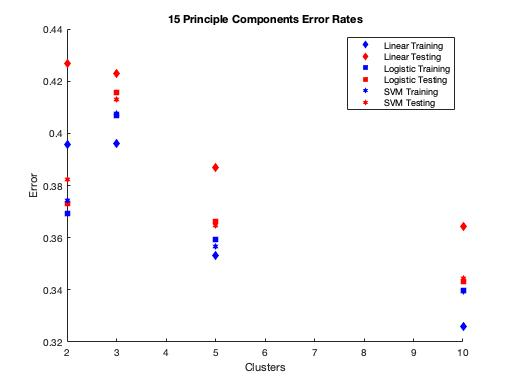 15 Principle Components Error Rates
Linear Training
Linear Testing
Logistic Training
Logistic Testing
SVM Training
SVM Testing
0.44
0.42
0.4
0.38
0.36
0.34
0.32
Error
2 3 4 5 6 7 8 9 10
Clusters